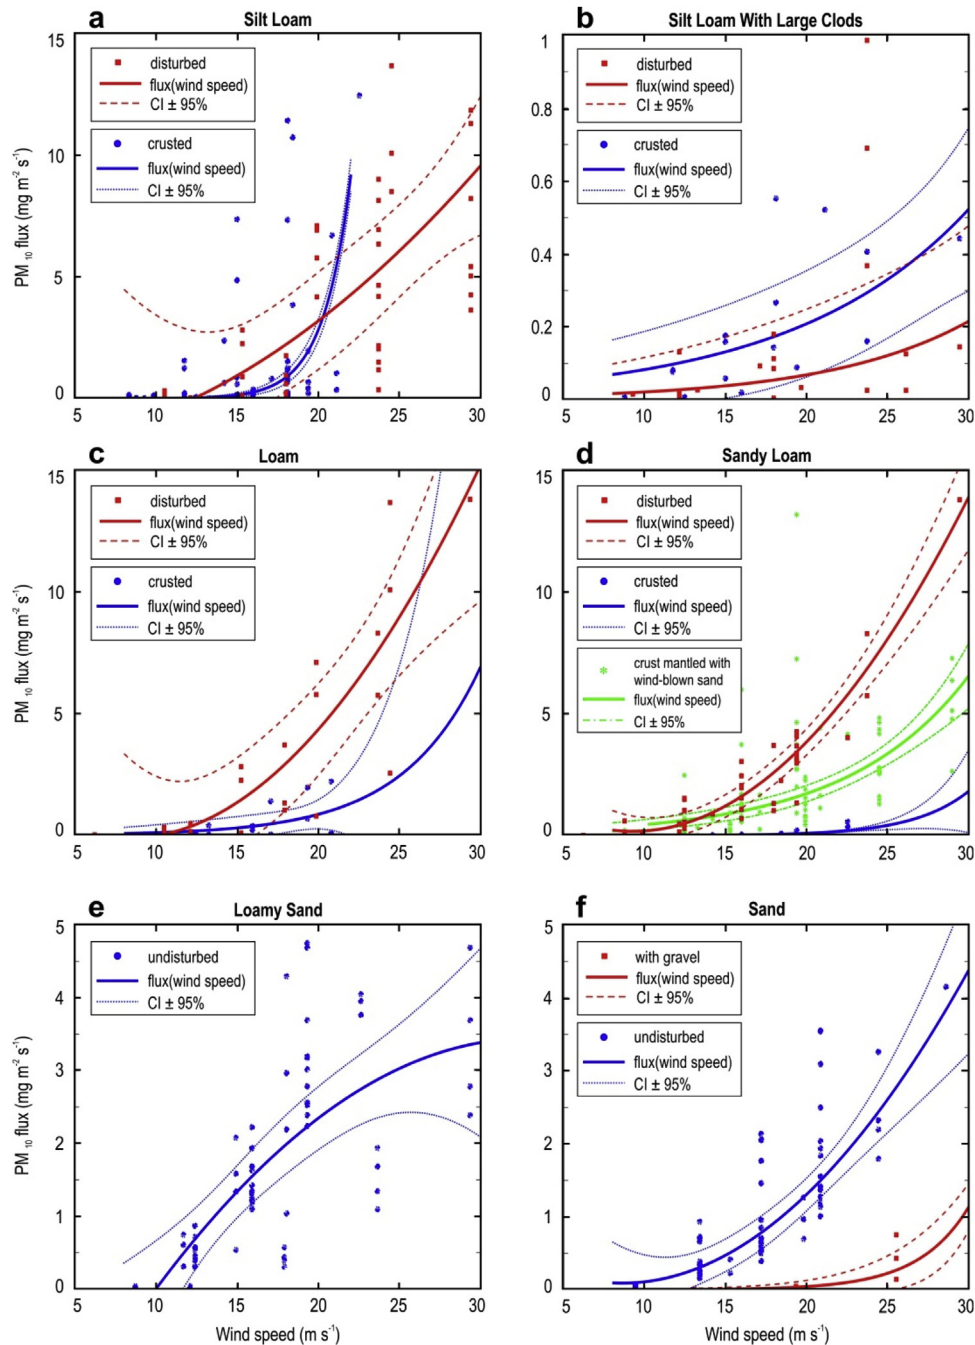 a Silt Loam
15
10
5
0
5 10 15 20 25 30
PM 10 flux (mg m-2 s-1)
disturbed
flux(wind speed)
CI ± 95%
crusted
flux(wind speed)
CI ± 95%
b Silt Loam With Large Clods
1
0.8
0.6
0.4
0.2
0
5 10 15 20 25 30
disturbed
flux(wind speed)
CI ± 95%
crusted
flux(wind speed)
CI ± 95%
c Loam
15
10
5
0
5 10 15 20 25 30
PM 10 flux (mg m-2 s-1)
disturbed
flux(wind speed)
CI ± 95%
crusted
flux(wind speed)
CI ± 95%
d Sandy Loam
15
10
5
0
5 10 15 20 25 30
disturbed
flux(wind speed)
CI ± 95%
crusted
flux(wind speed)
CI ± 95%
crust mantled with
wind-blown sand
flux(wind speed)
CI ± 95%
e Loamy Sand
5
4
3
2
1
0
5 10 15 20 25 30
PM 10 flux (mg m-2 s-1)
Wind speed (m s-1)
undisturbed
flux(wind speed)
CI ± 95%
f Sand
5
4
3
2
1
0
5 10 15 20 25 30
Wind speed (m s-1)
with gravel
flux(wind speed)
CI ± 95%
undisturbed
flux(wind speed)
CI ± 95%